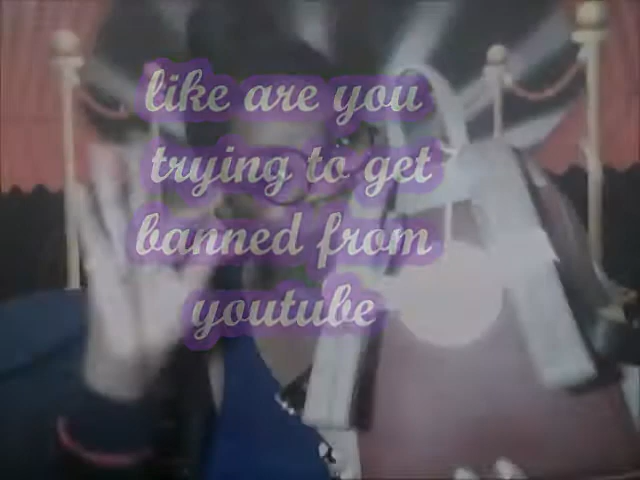 like are you
trying to get
banned from
youtube